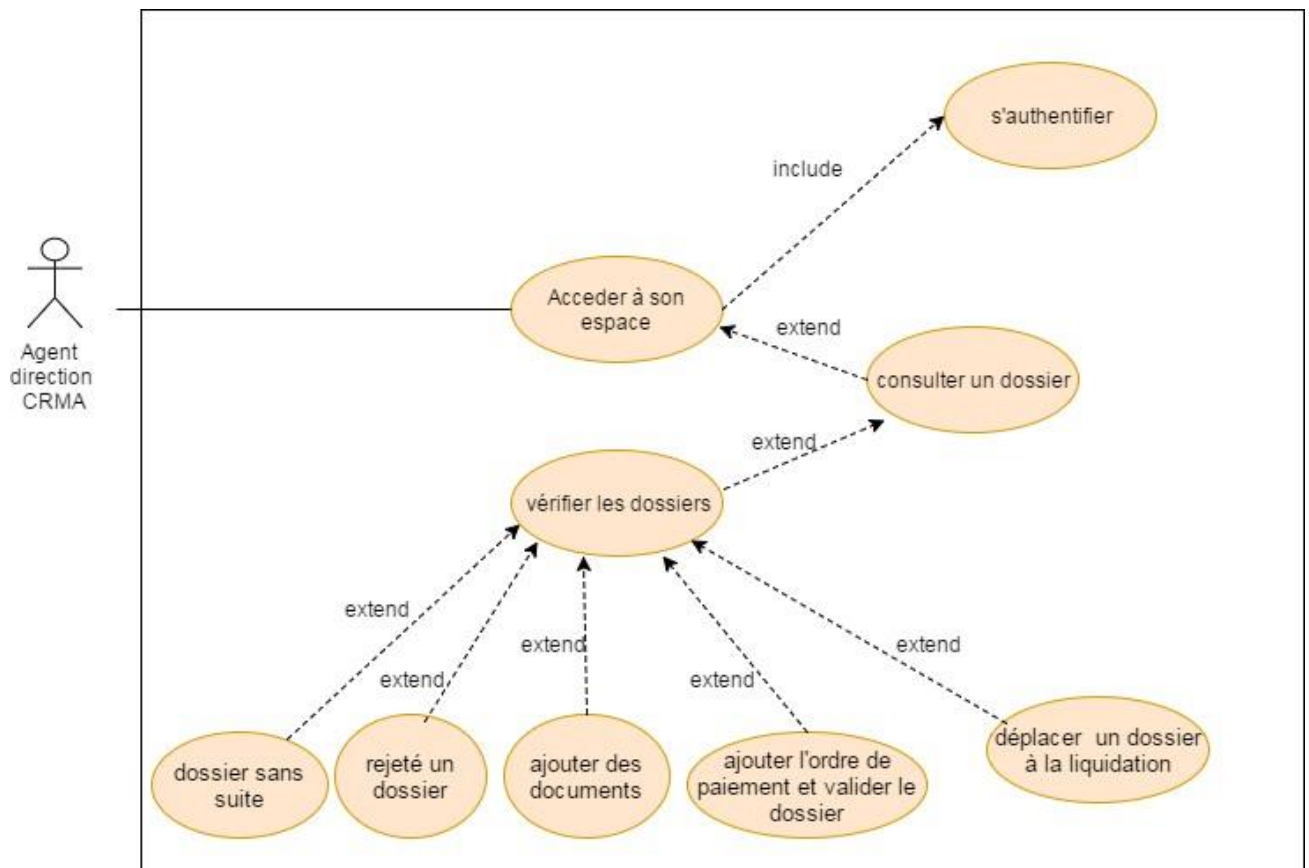 s'authentifier
include
Acceder à son
espace
extend
Agent
direction
CRMA
consulter un dossier
extend
vérifier les dossiers
extend
extend
extend
extend
extend
dossier sans
suite
rejeté un
dossier
ajouter des
documents
ajouter l'ordre de
paiement et valider le
dossier
déplacer un dossier
à la liquidation